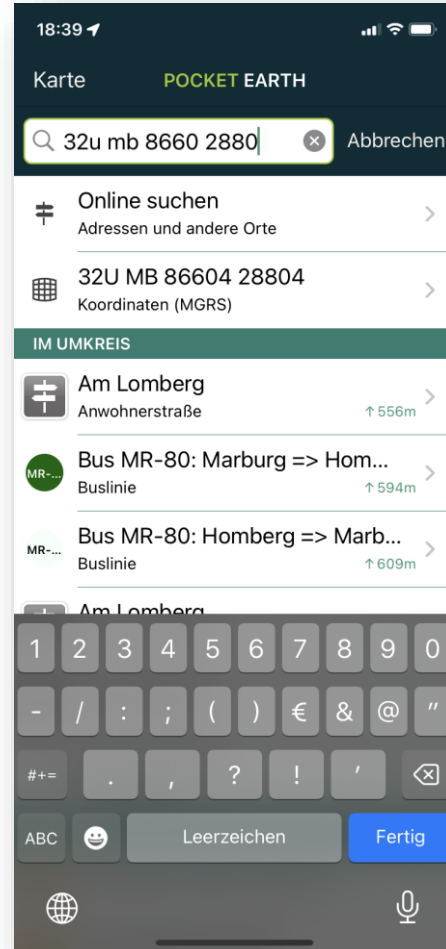 18:39
Karte
POCKET EARTH
32u mb 8660 2880
Abbrechen
Online suchen
Adressen und andere Orte
32U MB 86604 28804
Koordinaten (MGRS)
IM UMKREIS
Am Lomberg
Anwohnerstraße
↑ 556m
MR-...
Bus MR-80: Marburg => Hom...
Buslinie
↑ 594m
MR-...
Bus MR-80: Homberg => Marb...
Buslinie
↑ 609m
Am Lomberg
1 2 3 4 5 6 7 8 9 0
- / : ; ( ) € & @ "
#+= . , ? ! '
ABC Leerzeichen Fertig